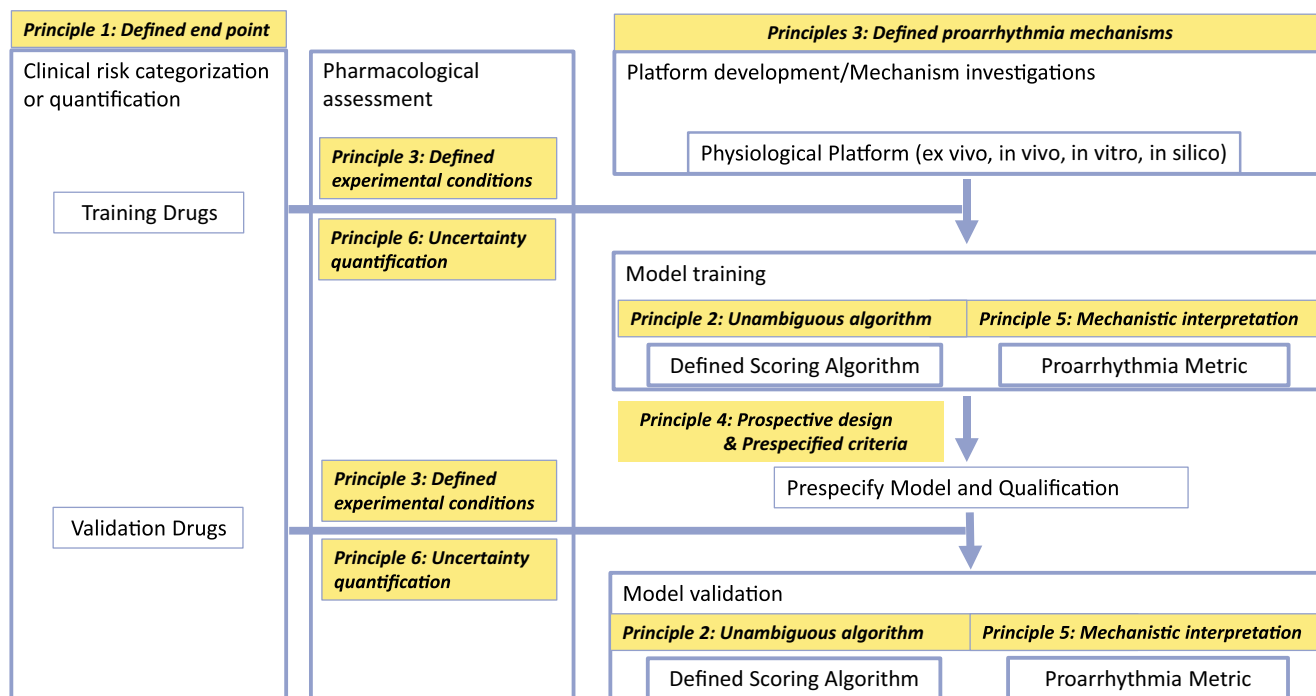 Principle 1: Defined end point
Clinical risk categorization
or quantification
Training Drugs
Validation Drugs
Pharmacological
assessment
Principle 3: Defined
experimental conditions
Principle 6: Uncertainty
quantification
Principle 3: Defined
experimental conditions
Principle 6: Uncertainty
quantification
Principles 3: Defined proarrhythmia mechanisms
Platform development/Mechanism investigations
Physiological Platform (ex vivo, in vivo, in vitro, in silico)
Model training
Principle 2: Unambiguous algorithm
Principle 5: Mechanistic interpretation
Defined Scoring Algorithm
Proarrhythmia Metric
Principle 4: Prospective design
& Prespecified criteria
Prespecify Model and Qualification
Model validation
Principle 2: Unambiguous algorithm
Principle 5: Mechanistic interpretation
Defined Scoring Algorithm
Proarrhythmia Metric